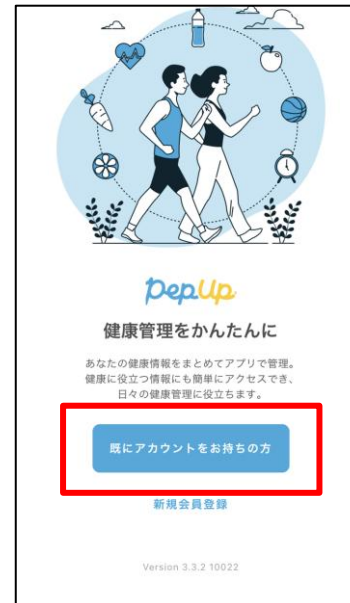 PepUp
健康管理をかんたんに
あなたの健康情報をまとめてアプリで管理。
健康に役立つ情報にも簡単にアクセスでき、
日々の健康管理に役立ちます。
既にアカウントをお持ちの方
新規会員登録
Version 3.3.2 10022